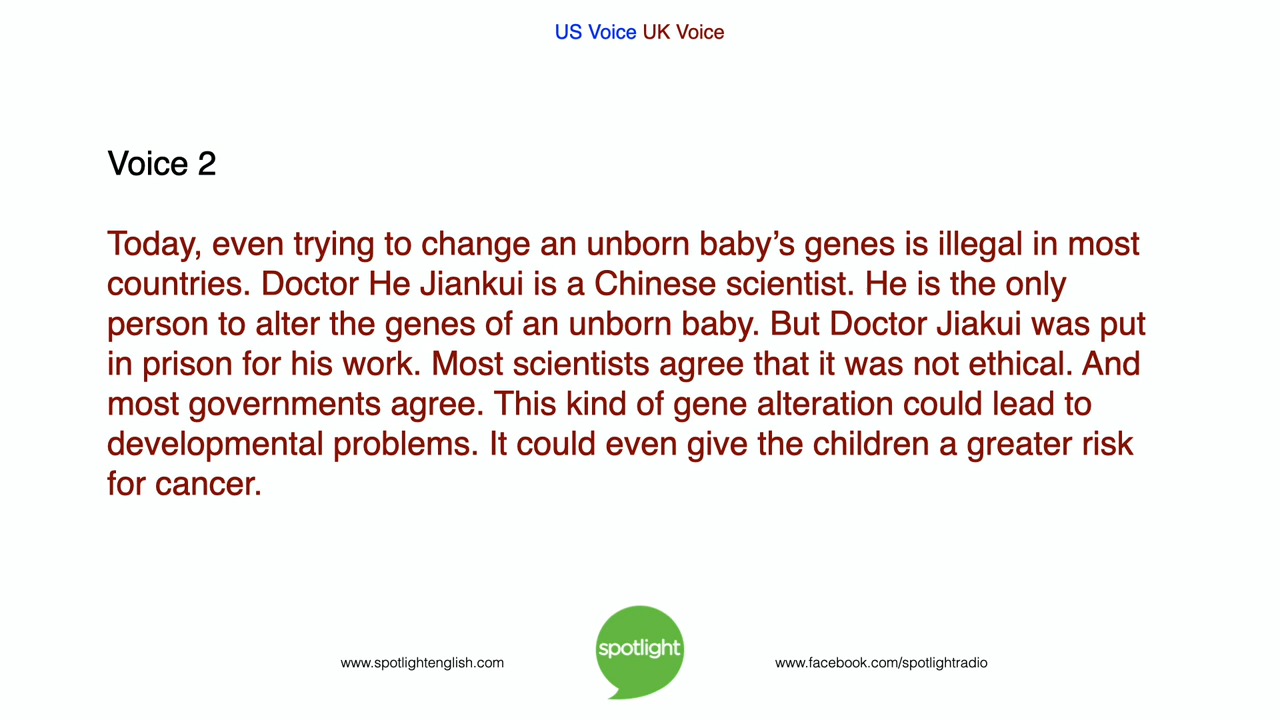 US Voice UK Voice
Voice 2
Today, even trying to change an unborn baby’s genes is illegal in most
countries. Doctor He Jiankui is a Chinese scientist. He is the only
person to alter the genes of an unborn baby. But Doctor Jiakui was put
in prison for his work. Most scientists agree that it was not ethical. And
most governments agree. This kind of gene alteration could lead to
developmental problems. It could even give the children a greater risk
for cancer.
spotlight
www.spotlightenglish.com
www.facebook.com/spotlightradio